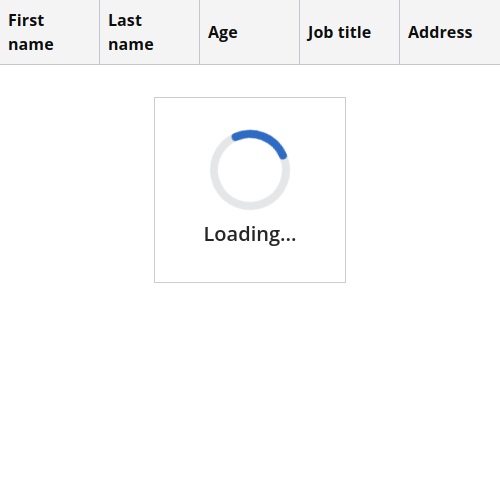 First name
Last name
Age
Job title
Address
Loading...